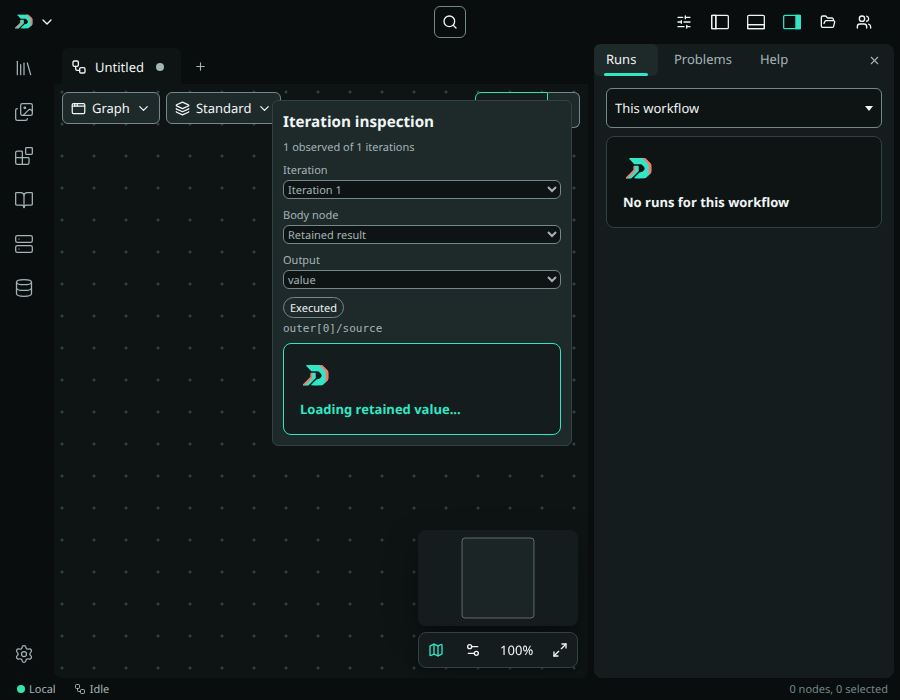 Untitled
Runs
Problems
Help
Graph
Standard
This workflow
No runs for this workflow
Iteration inspection
1 observed of 1 iterations
Iteration
Iteration 1
Body node
Retained result
Output
value
Executed
outer[0]/source
Loading retained value...
100%
Local
Idle
0 nodes, 0 selected